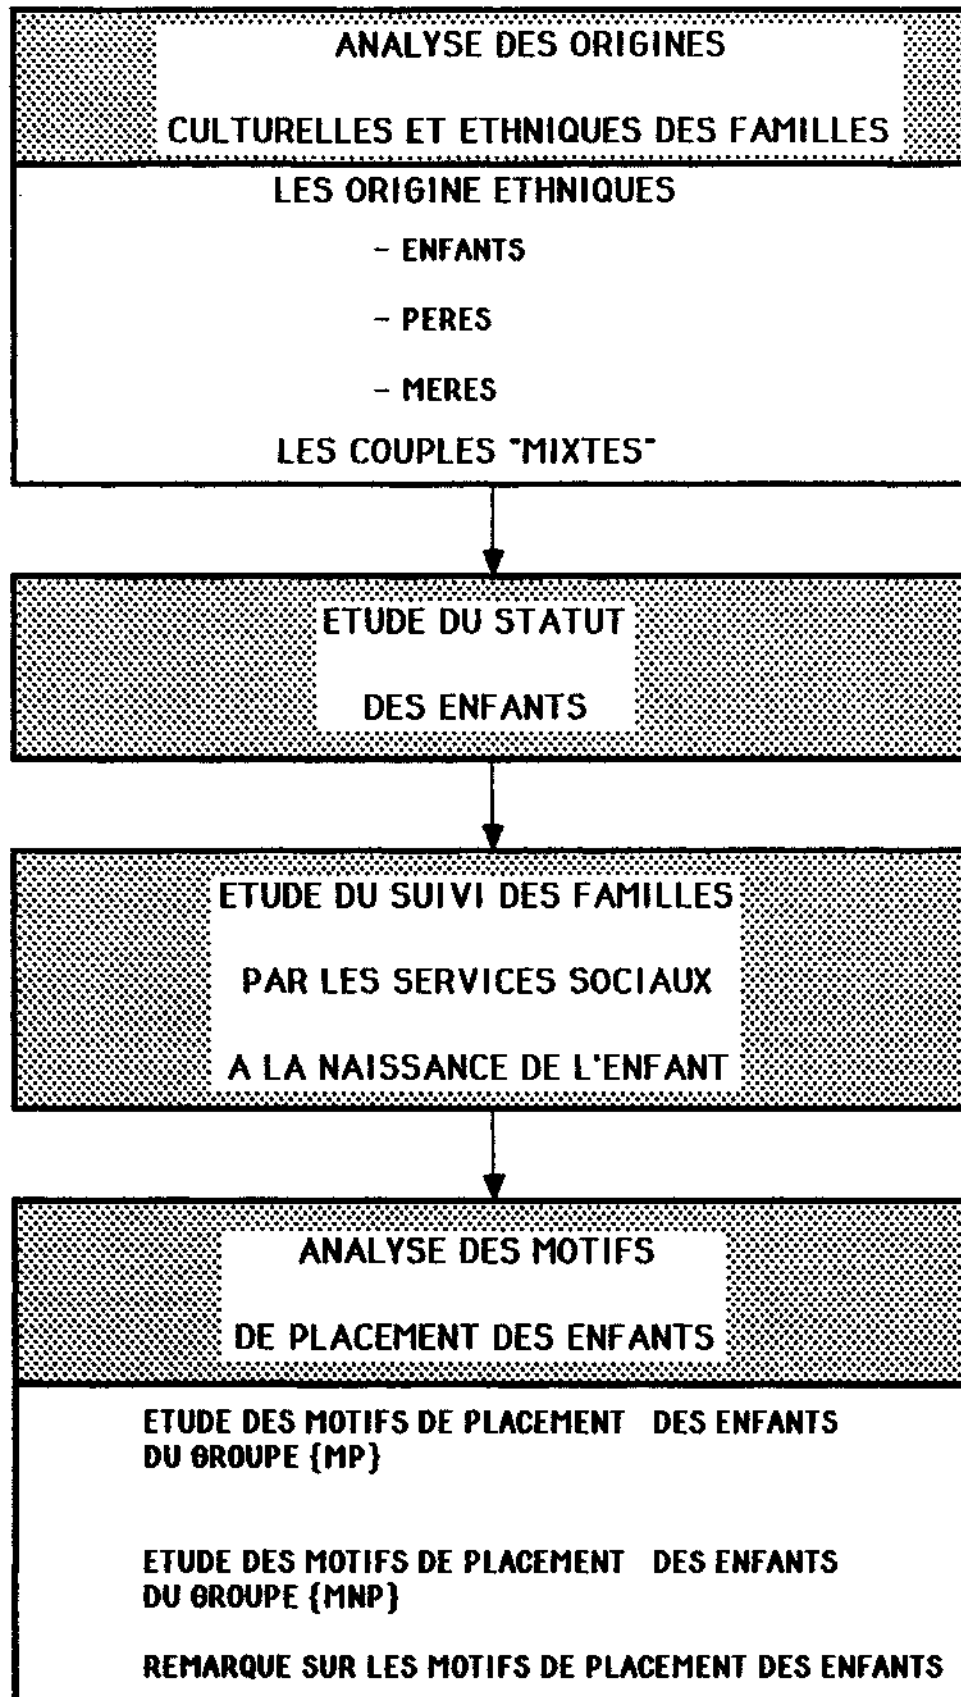 ANALYSE DES ORIGINES
CULTURELLES ET ETHNIQUES DES FAMILLES
LES ORIGINE ETHNIQUES
- ENFANTS
- PERES
- MERES
LES COUPLES "MIXTES"
ETUDE DU STATUT
DES ENFANTS
ETUDE DU SUIVI DES FAMILLES
PAR LES SERVICES SOCIAUX
A LA NAISSANCE DE L'ENFANT
ANALYSE DES MOTIFS
DE PLACEMENT DES ENFANTS
ETUDE DES MOTIFS DE PLACEMENT DES ENFANTS
DU GROUPE {MP}
ETUDE DES MOTIFS DE PLACEMENT DES ENFANTS
DU GROUPE {MNP}
REMARQUE SUR LES MOTIFS DE PLACEMENT DES ENFANTS